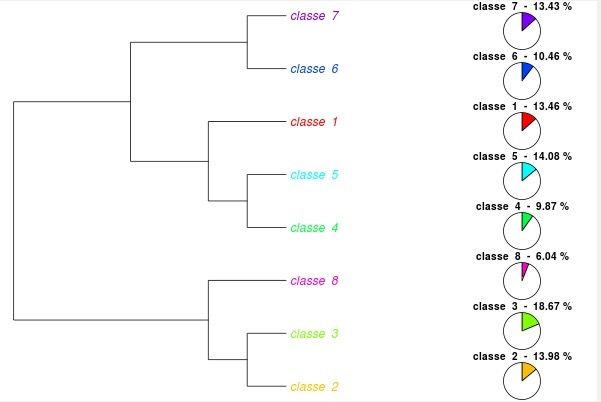 classe 7
classe 6
classe 1
classe 5
classe 4
classe 8
classe 3
classe 2
classe 7 - 13.43 %
classe 6 - 10.46 %
classe 1 - 13.46 %
classe 5 - 14.08 %
classe 4 - 9.87 %
classe 8 - 6.04 %
classe 3 - 18.67 %
classe 2 - 13.98 %